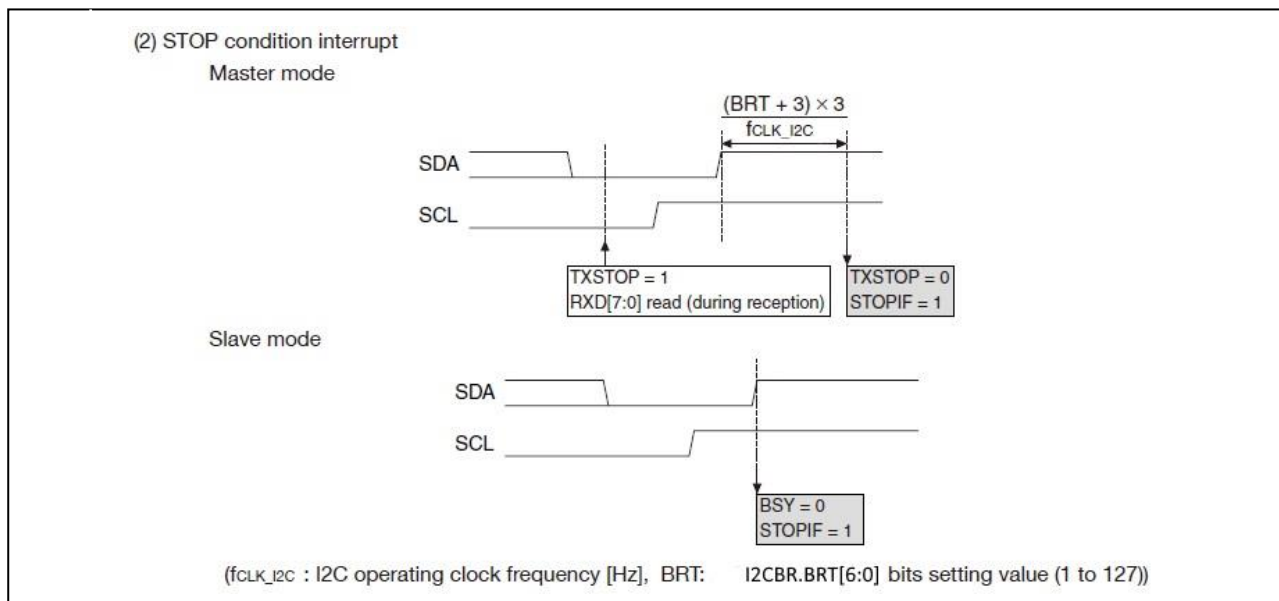 (2) STOP condition interrupt
Master mode
(BRT + 3) × 3
fCLK_I2C
SDA
SCL
TXSTOP = 1
RXD[7:0] read (during reception)
TXSTOP = 0
STOPIF = 1
Slave mode
SDA
SCL
BSY = 0
STOPIF = 1
(fCLK_I2C : I2C operating clock frequency [Hz], BRT: I2CBR.BRT[6:0] bits setting value (1 to 127))